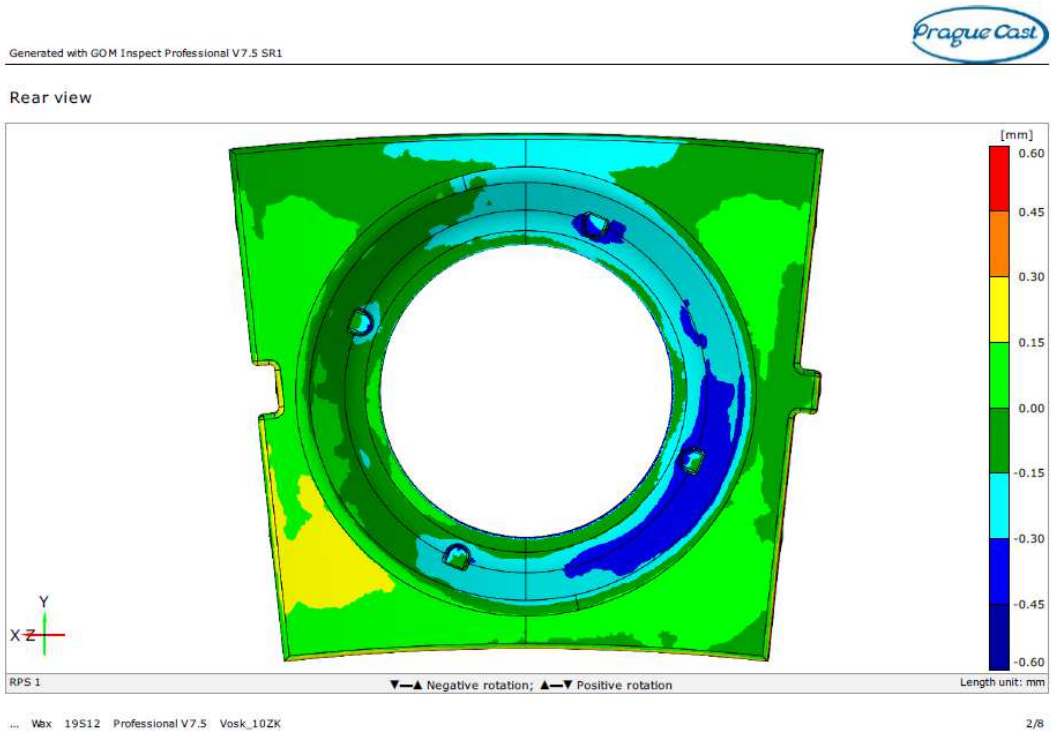 Prague Cast
Generated with GOM Inspect Professional V7.5 SR1
Rear view
[mm]
0.60
0.45
0.30
0.15
0.00
-0.15
-0.30
-0.45
-0.60
Y
X Z
RPS 1
▼—▲ Negative rotation; ▲—▼ Positive rotation
Length unit: mm
... Wax 19S12 Professional V7.5 Vosk_10ZK
2/8